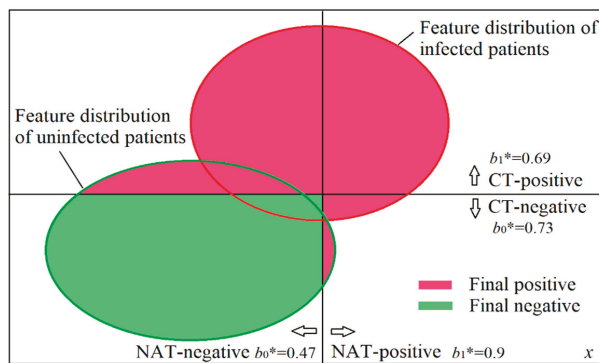 Feature distribution of
infected patients
Feature distribution
of uninfected patients
b₁*=0.69
CT-positive
CT-negative
b₀*=0.73
Final positive
Final negative
NAT-negative b₀*=0.47
NAT-positive b₁*=0.9
x